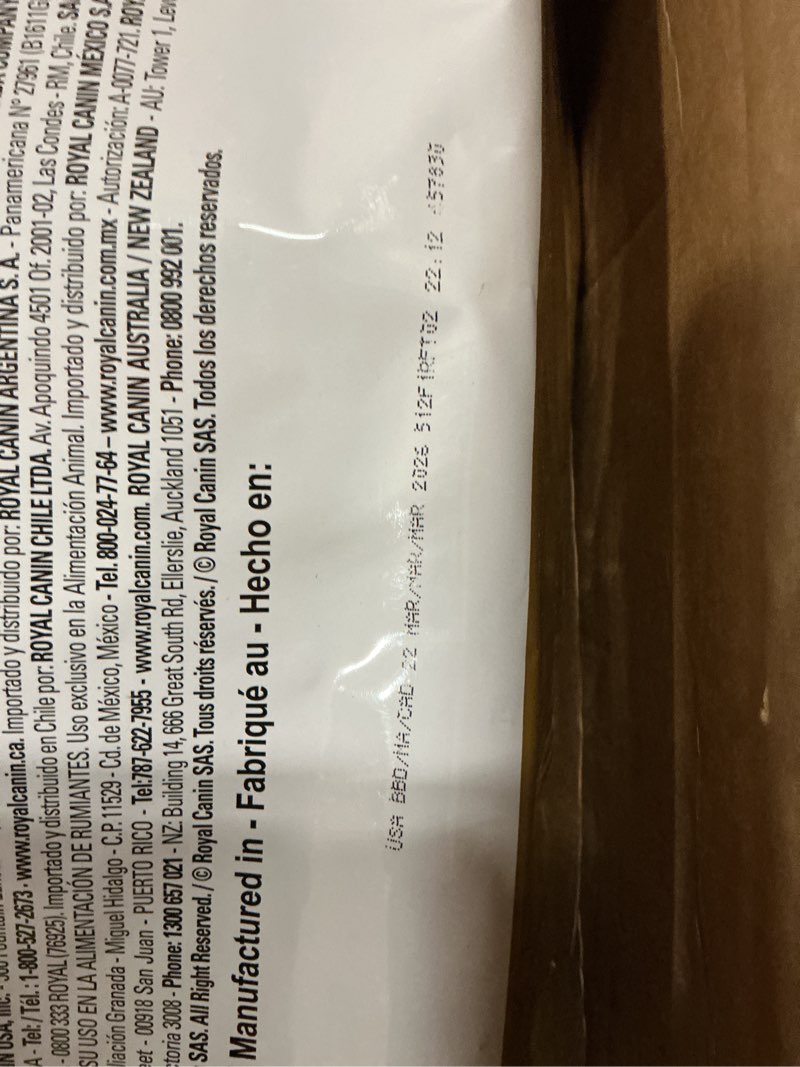 IN USA, INC. -
A - Tel: / Tél. : 1-800-527-2673 - www.royalcanin.ca. Importado y distribuido por: ROYAL CANIN ARGENTINA S. A. - Panamericana Nº 27961 (B1611G
- 0800 333 ROYAL (76925). Importado y distribuido en Chile por: ROYAL CANIN CHILE LTDA. Av. Apoquindo 4501 Of. 2001-02, Las Condes - RM, Chile.
SU USO EN LA ALIMENTACIÓN DE RUMIANTES. Uso exclusivo en la Alimentación Animal. Importado y distribuido por: ROYAL CANIN MÉXICO S.A
liación Granada - Miguel Hidalgo - C.P. 11529 - Cd. de México, México - Tel. 800-024-77-64 – www.royalcanin.com.mx - Autorización: A-0077-721. ROY
eet - 00918 San Juan - PUERTO RICO - Tel:787-622-7955 - www.royalcanin.com. ROYAL CANIN AUSTRALIA / NEW ZEALAND - AU: Tower 1,
toria 3008 - Phone: 1300 657 021 - NZ: Building 14, 666 Great South Rd, Ellerslie, Auckland 1051 - Phone: 0800 992 001.
SAS. All Right Reserved. / © Royal Canin SAS. Tous droits réservés. / © Royal Canin SAS. Todos los derechos reservados.
Manufactured in - Fabriqué au - Hecho en:
USA BBD/MA/CAD 22 MAR/MAR/MAR 2026 512F1RFT02 22:12